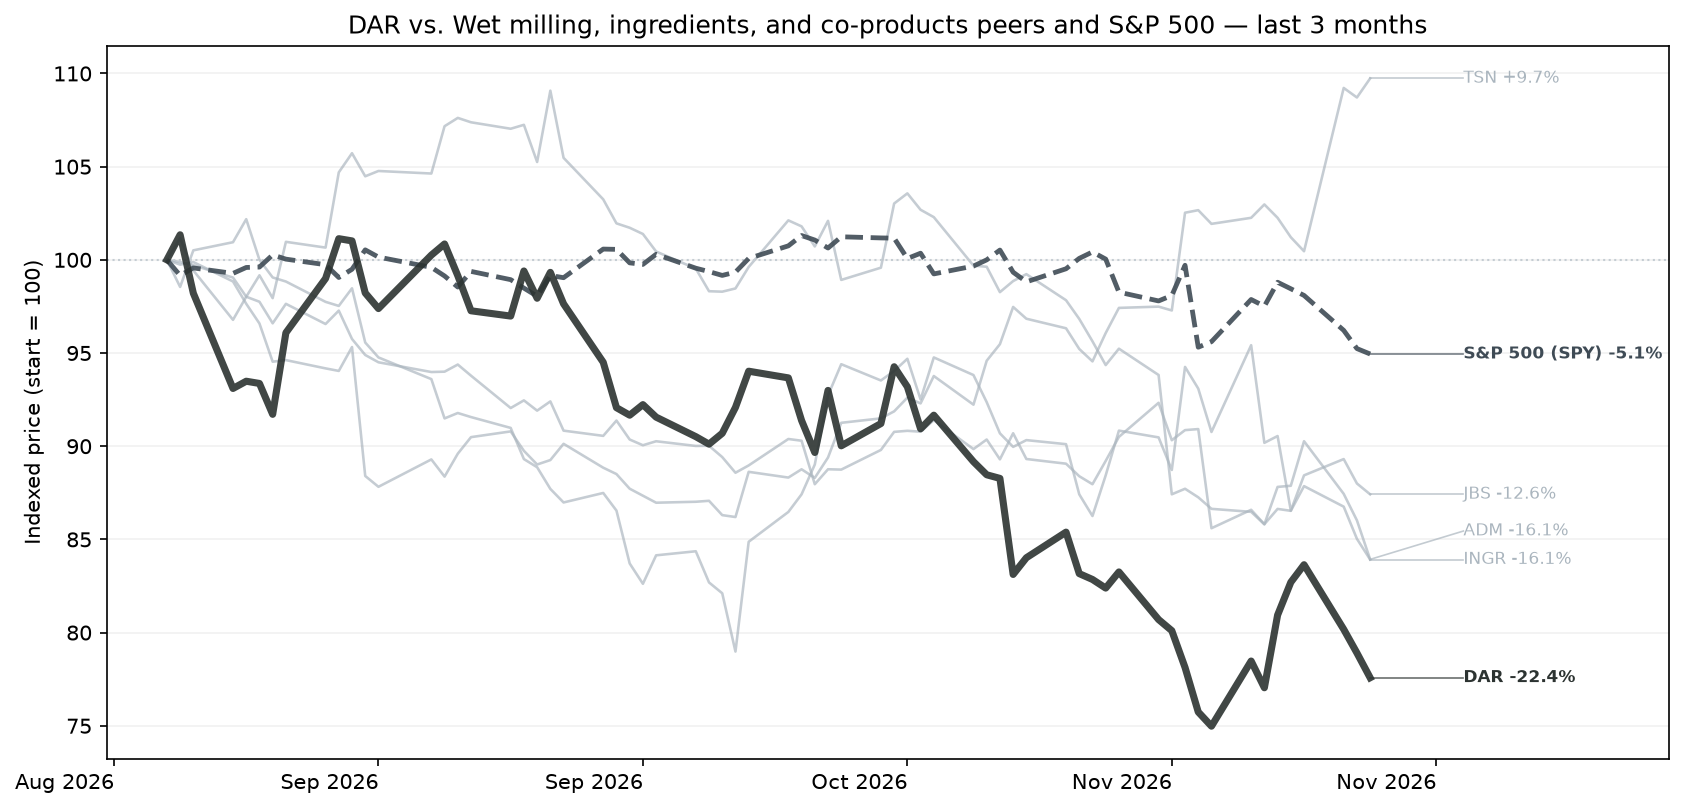 DAR vs. Wet milling, ingredients, and co-products peers and S&P 500 — last 3 months
Indexed price (start = 100)
110
105
100
95
90
85
80
75
TSN +9.7%
S&P 500 (SPY) -5.1%
JBS -12.6%
ADM -16.1%
INGR -16.1%
DAR -22.4%
Aug 2026
Sep 2026
Sep 2026
Oct 2026
Nov 2026
Nov 2026